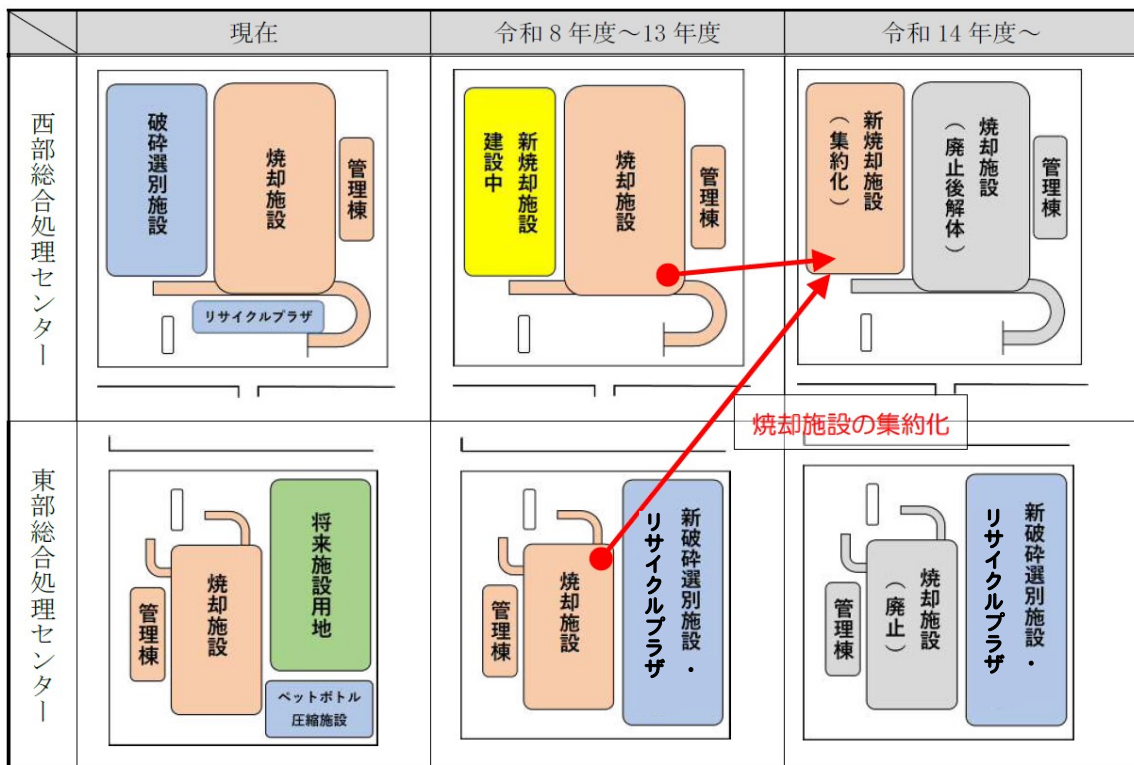 現在
令和8年度～13年度
令和14年度～
西部総合処理センター
破砕選別施設
焼却施設
管理棟
リサイクルプラザ
新焼却施設
建設中
焼却施設
管理棟
新焼却施設
（集約化）
焼却施設
（廃止後解体）
管理棟
焼却施設の集約化
東部総合処理センター
管理棟
焼却施設
将来施設用地
ペットボトル
圧縮施設
管理棟
焼却施設
新破砕選別施設・
リサイクルプラザ
管理棟
焼却施設
（廃止）
新破砕選別施設・
リサイクルプラザ